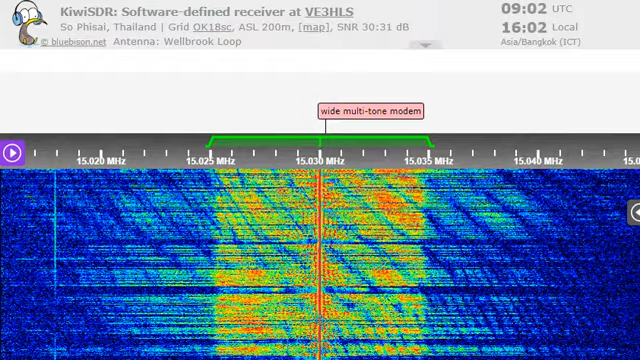 KiwiSDR: Software-defined receiver at VE3HLS
So Phisai, Thailand | Grid OK18sc, ASL 200m, [map], SNR 30:31 dB
© bluebison.net Antenna: Wellbrook Loop
09:02 UTC
16:02 Local
Asia/Bangkok (ICT)
wide multi-tone modem
15.020 MHz 15.025 MHz 15.030 MHz 15.035 MHz 15.040 MHz 15.045